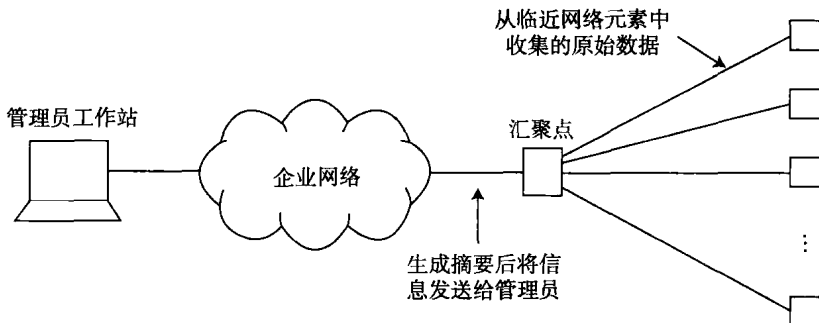 从临近网络元素中
收集的原始数据
管理员工作站
汇聚点
企业网络
生成摘要后将信
息发送给管理员
⋮